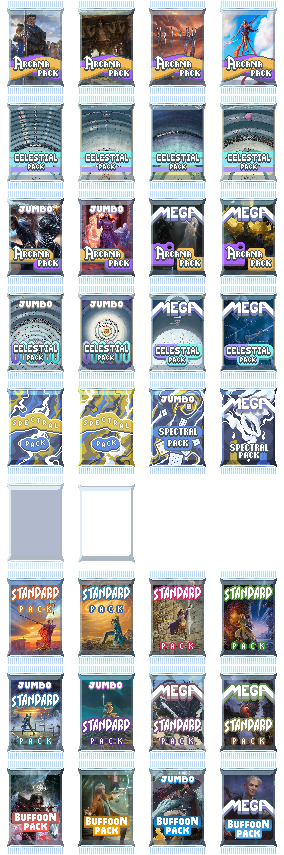 ARCANA PACK
ARCANA PACK
ARCANA PACK
ARCANA PACK
CELESTIAL PACK
CELESTIAL PACK
CELESTIAL PACK
CELESTIAL PACK
JUMBO ARCANA PACK
JUMBO ARCANA PACK
MEGA ARCANA PACK
MEGA ARCANA PACK
JUMBO CELESTIAL PACK
JUMBO CELESTIAL PACK
MEGA CELESTIAL PACK
MEGA CELESTIAL PACK
SPECTRAL PACK
SPECTRAL PACK
JUMBO SPECTRAL PACK
MEGA SPECTRAL PACK
STANDARD PACK
STANDARD PACK
STANDARD PACK
STANDARD PACK
JUMBO STANDARD PACK
JUMBO STANDARD PACK
MEGA STANDARD PACK
MEGA STANDARD PACK
BUFFOON PACK
BUFFOON PACK
JUMBO BUFFOON PACK
MEGA BUFFOON PACK